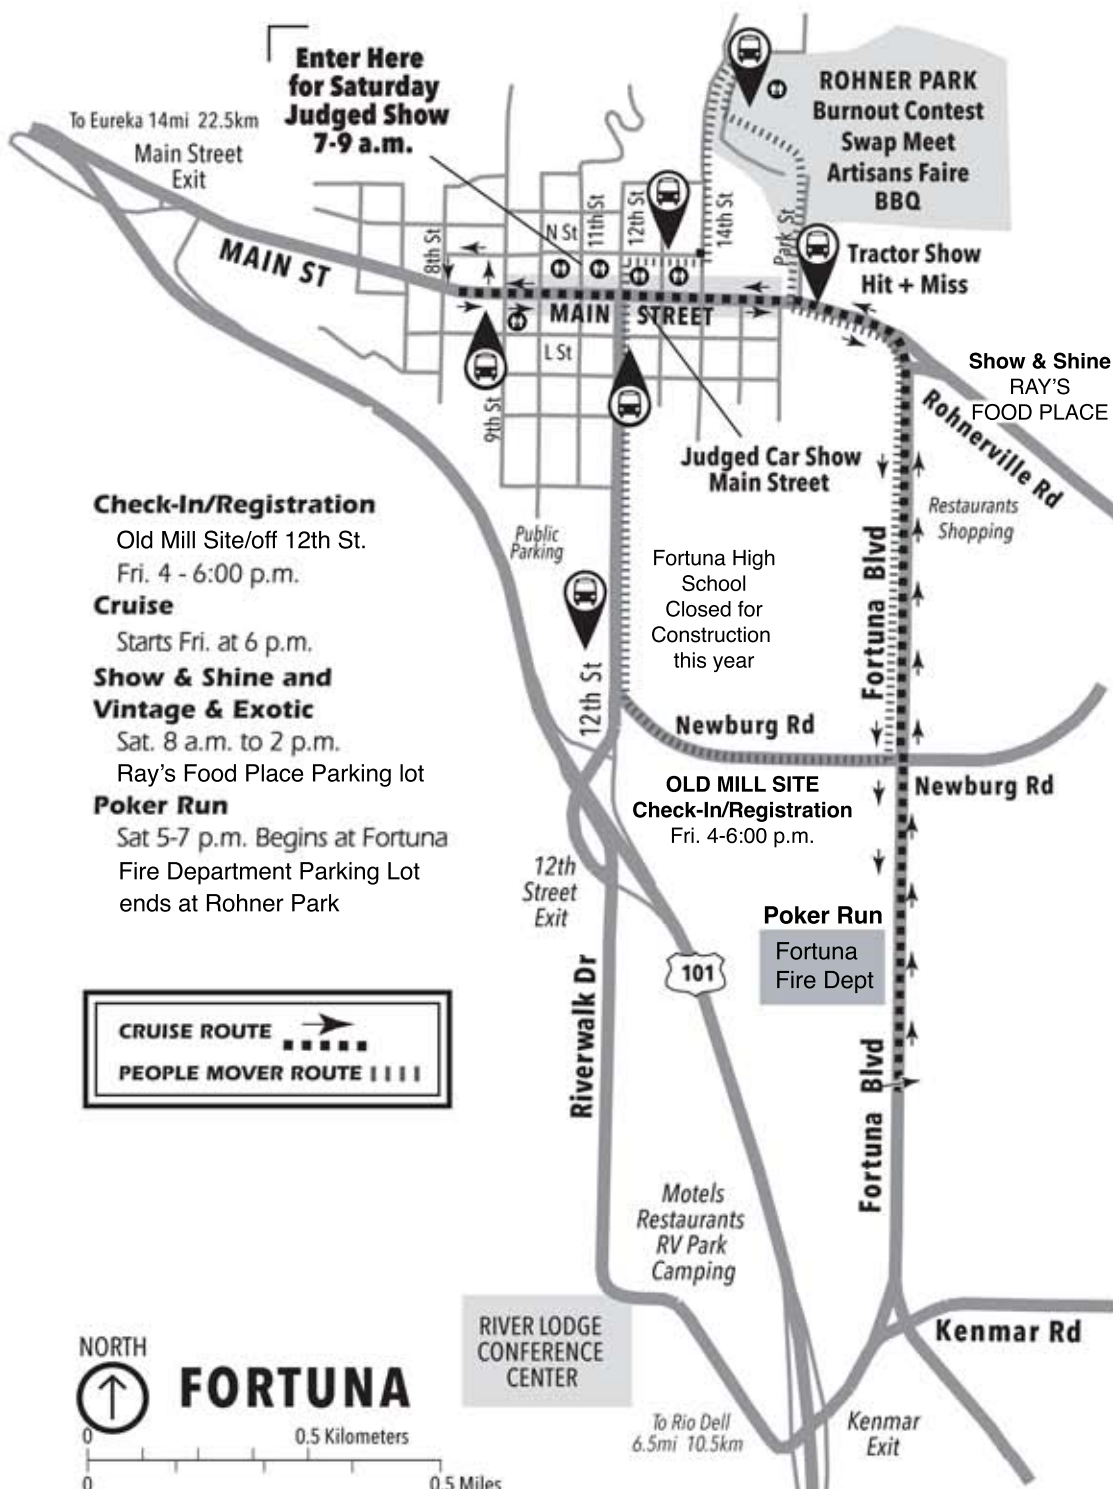 Enter Here
for Saturday
Judged Show
7-9 a.m.
To Eureka 14mi 22.5km
Main Street
Exit
ROHNER PARK
Burnout Contest
Swap Meet
Artisans Faire
BBQ
MAIN ST
8th St
N St
11th St
12th St
14th St
Park St
Tractor Show
Hit + Miss
MAIN STREET
L St
9th St
Show & Shine
RAY'S
FOOD PLACE
Rohnerville Rd
Judged Car Show
Main Street
Restaurants
Shopping
Public
Parking
Check-In/Registration
Old Mill Site/off 12th St.
Fri. 4 - 6:00 p.m.
Cruise
Starts Fri. at 6 p.m.
Show & Shine and
Vintage & Exotic
Sat. 8 a.m. to 2 p.m.
Ray's Food Place Parking lot
Poker Run
Sat 5-7 p.m. Begins at Fortuna
Fire Department Parking Lot
ends at Rohner Park
Fortuna High
School
Closed for
Construction
this year
Fortuna Blvd
12th St
Newburg Rd
Newburg Rd
OLD MILL SITE
Check-In/Registration
Fri. 4-6:00 p.m.
12th
Street
Exit
Poker Run
Fortuna
Fire Dept
101
Riverwalk Dr
CRUISE ROUTE
PEOPLE MOVER ROUTE
Fortuna Blvd
Motels
Restaurants
RV Park
Camping
RIVER LODGE
CONFERENCE
CENTER
Kenmar Rd
NORTH
FORTUNA
To Rio Dell
6.5mi 10.5km
Kenmar
Exit
0 0.5 Kilometers
0 0.5 Miles